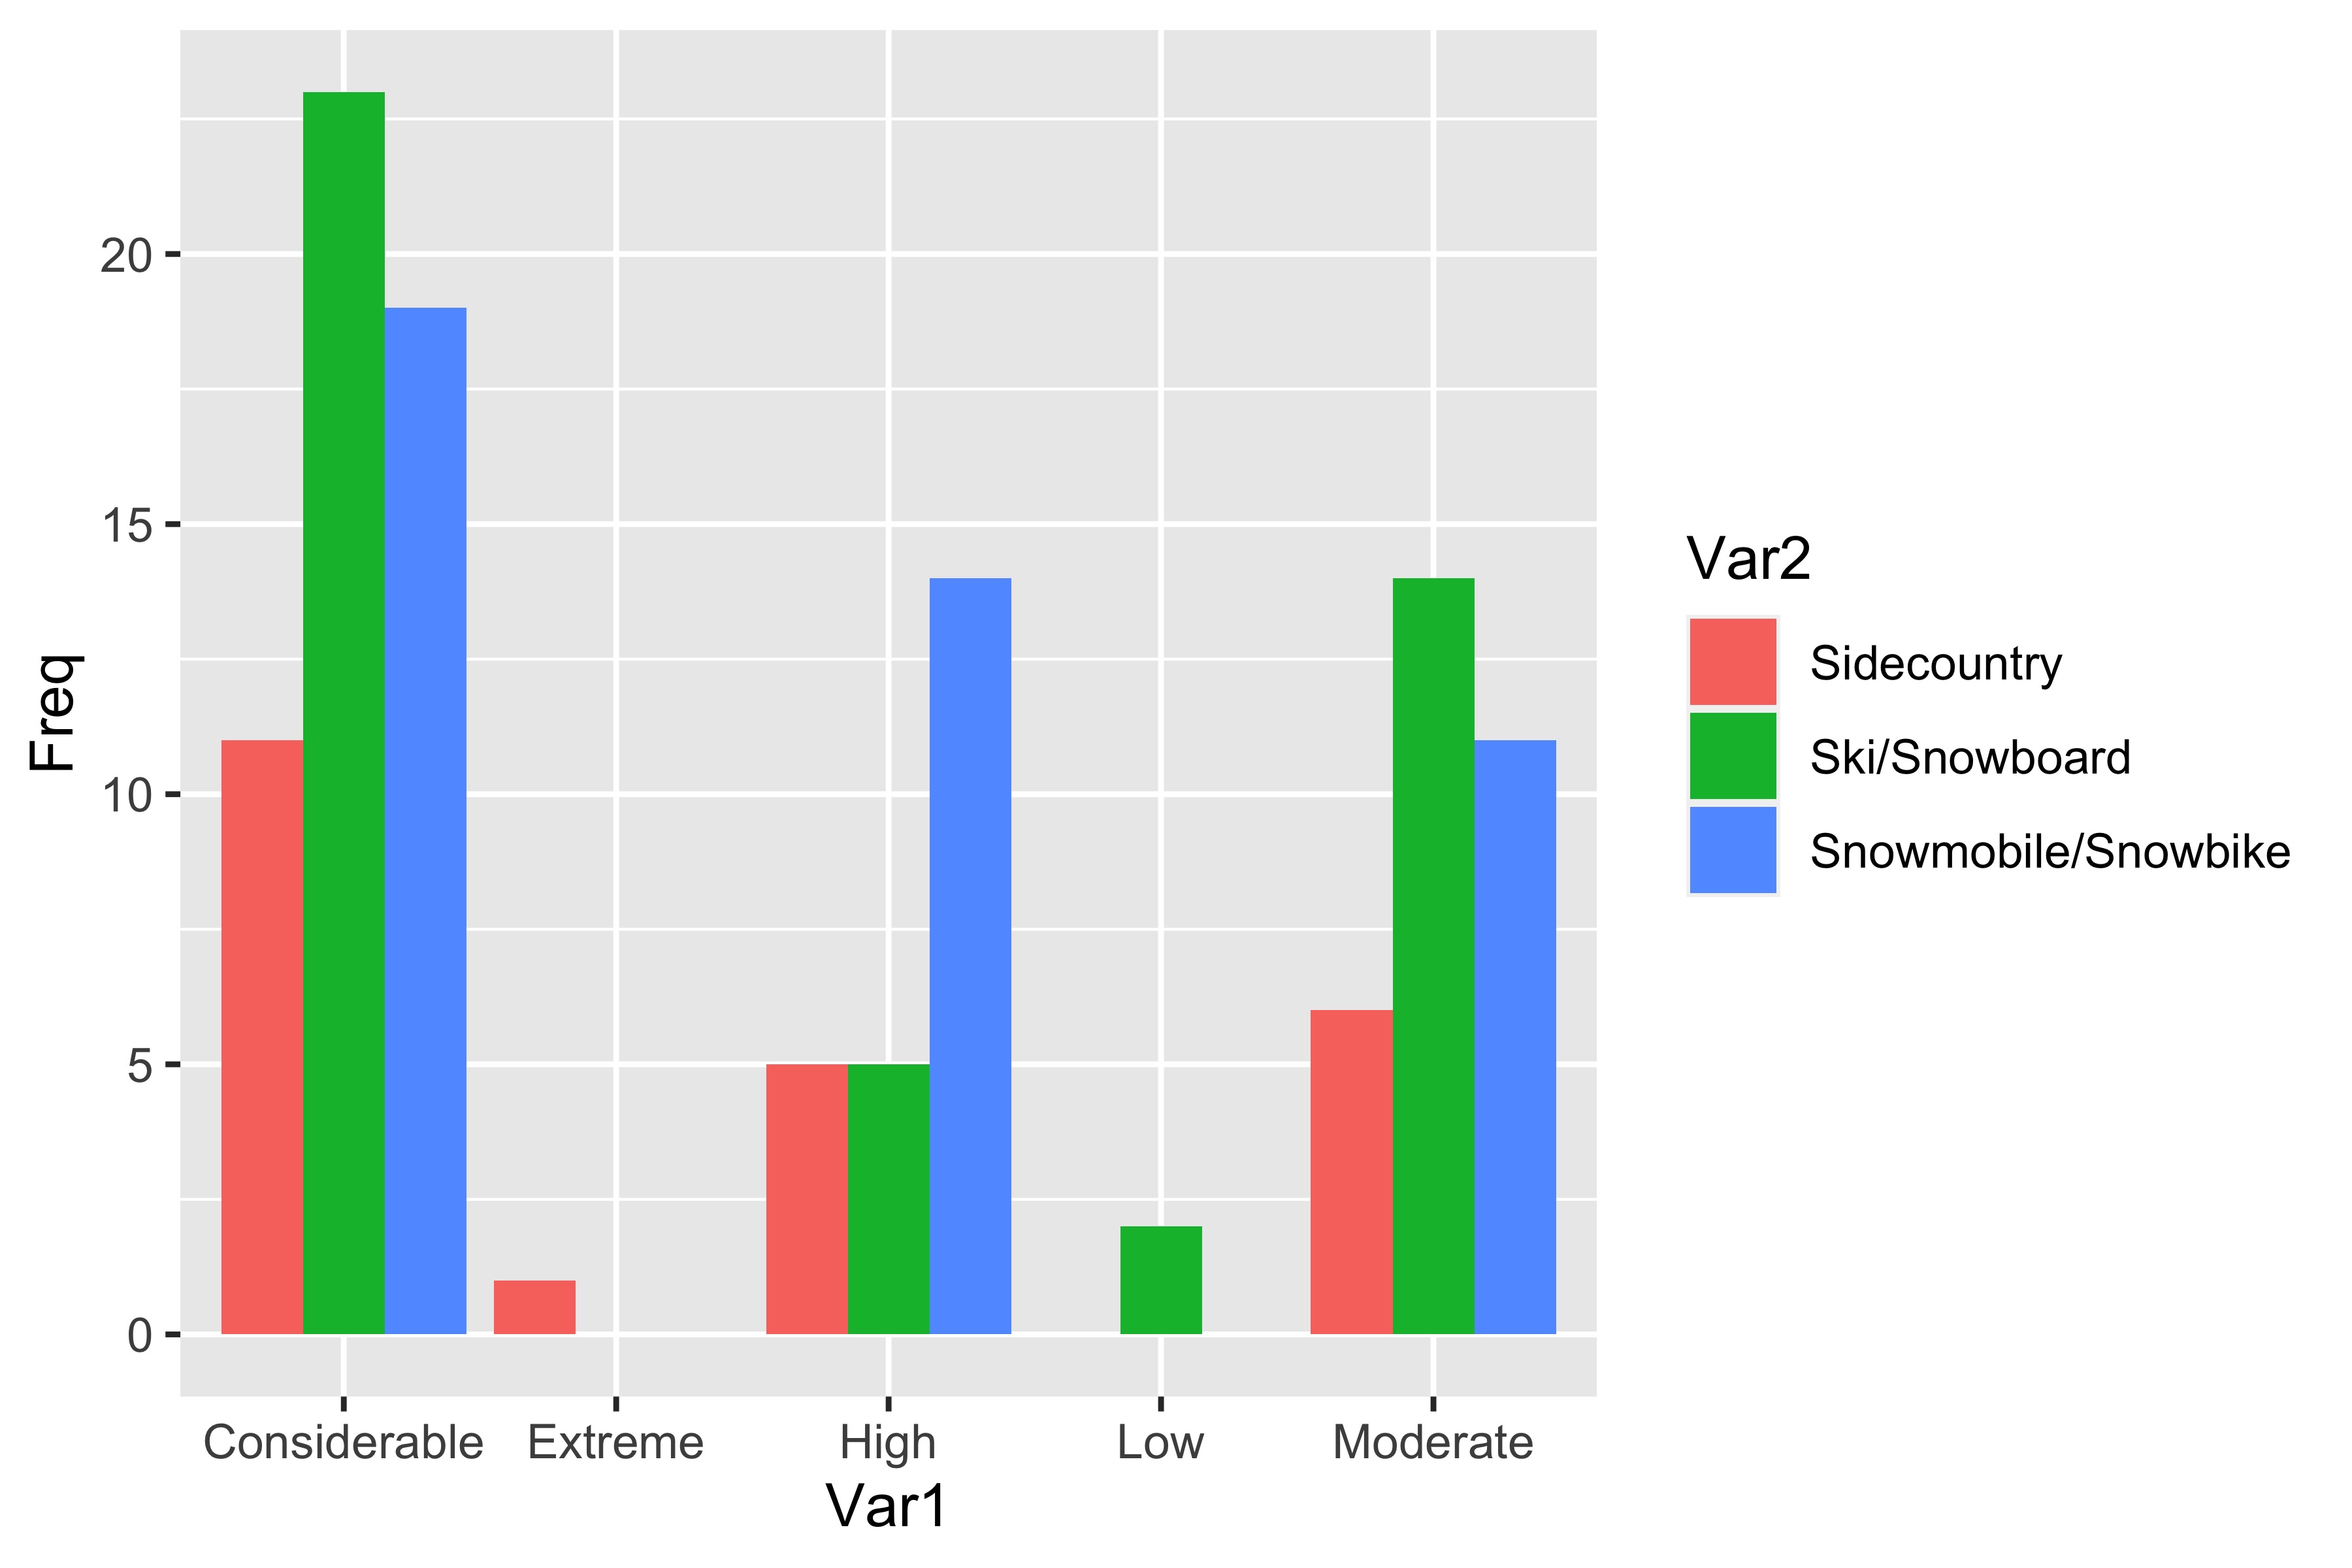 20
15
10
5
0
Freq
Considerable
Extreme
High
Low
Moderate
Var1
Var2
Sidecountry
Ski/Snowboard
Snowmobile/Snowbike